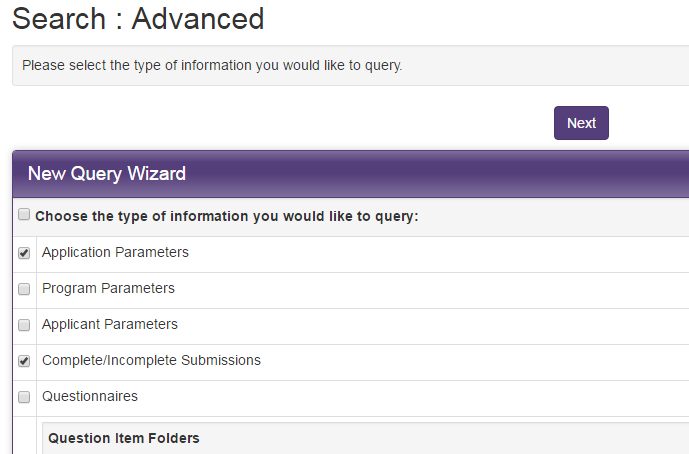 Search : Advanced
Please select the type of information you would like to query.
Next
New Query Wizard
Choose the type of information you would like to query:
Application Parameters
Program Parameters
Applicant Parameters
Complete/Incomplete Submissions
Questionnaires
Question Item Folders